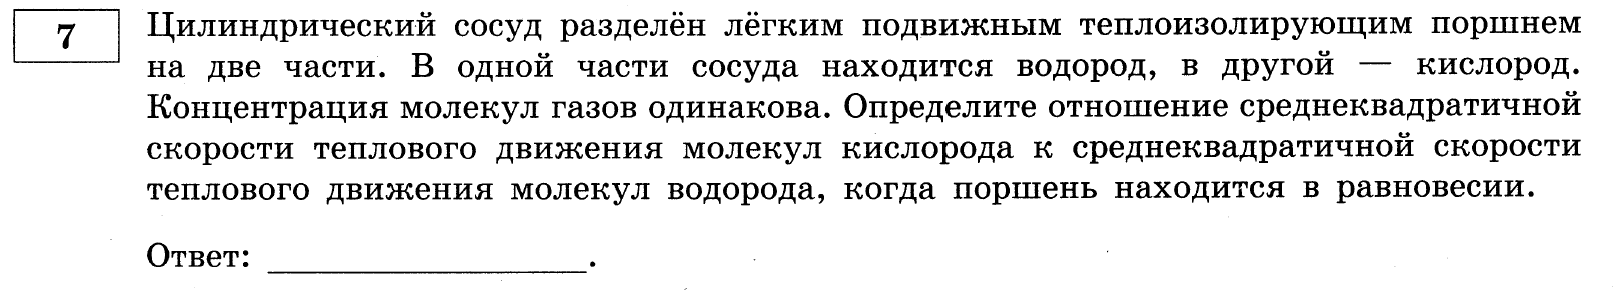 7
Цилиндрический сосуд разделён лёгким подвижным теплоизолирующим поршнем
на две части. В одной части сосуда находится водород, в другой — кислород.
Концентрация молекул газов одинакова. Определите отношение среднеквадратичной
скорости теплового движения молекул кислорода к среднеквадратичной скорости
теплового движения молекул водорода, когда поршень находится в равновесии.
Ответ: ____________________.